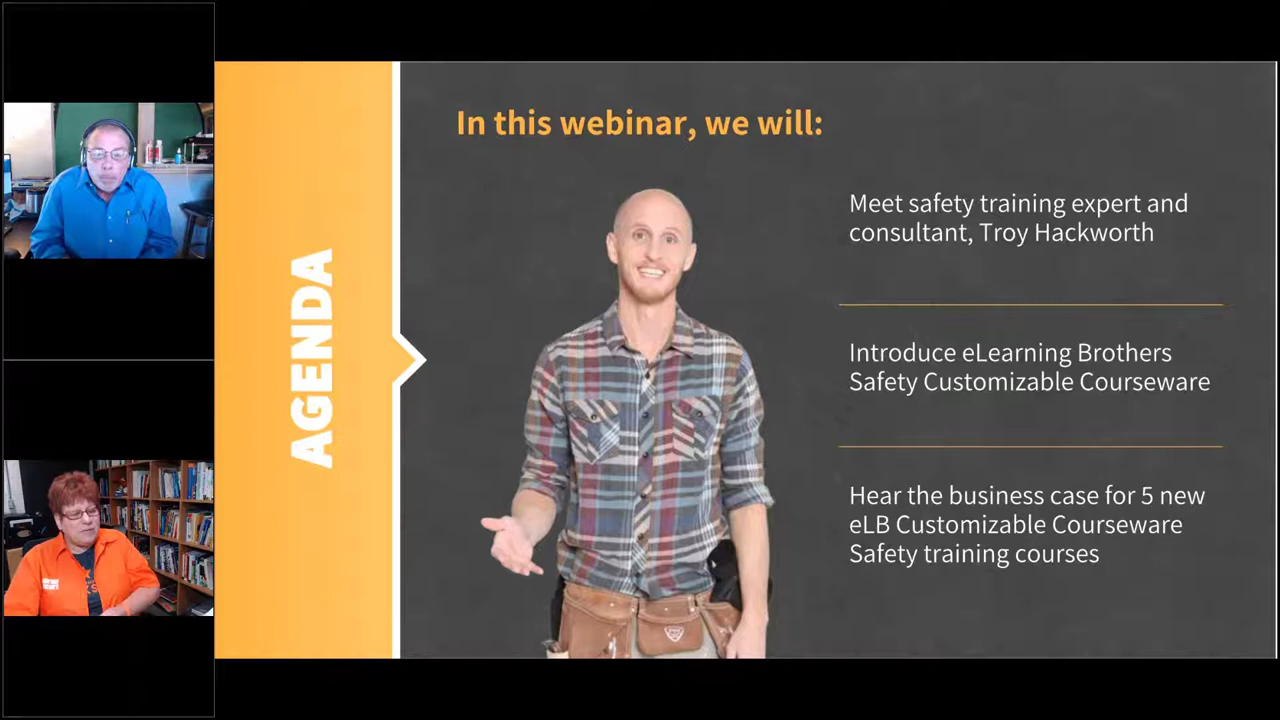 AGENDA
In this webinar, we will:
Meet safety training expert and
consultant, Troy Hackworth
Introduce eLearning Brothers
Safety Customizable Courseware
Hear the business case for 5 new
eLB Customizable Courseware
Safety training courses